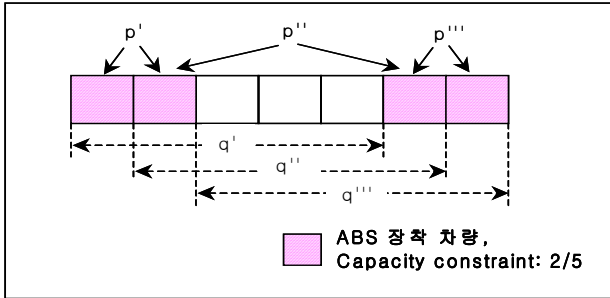 p' p'' p'''
q'
q''
q'''
ABS 장착 차량,
Capacity constraint: 2/5